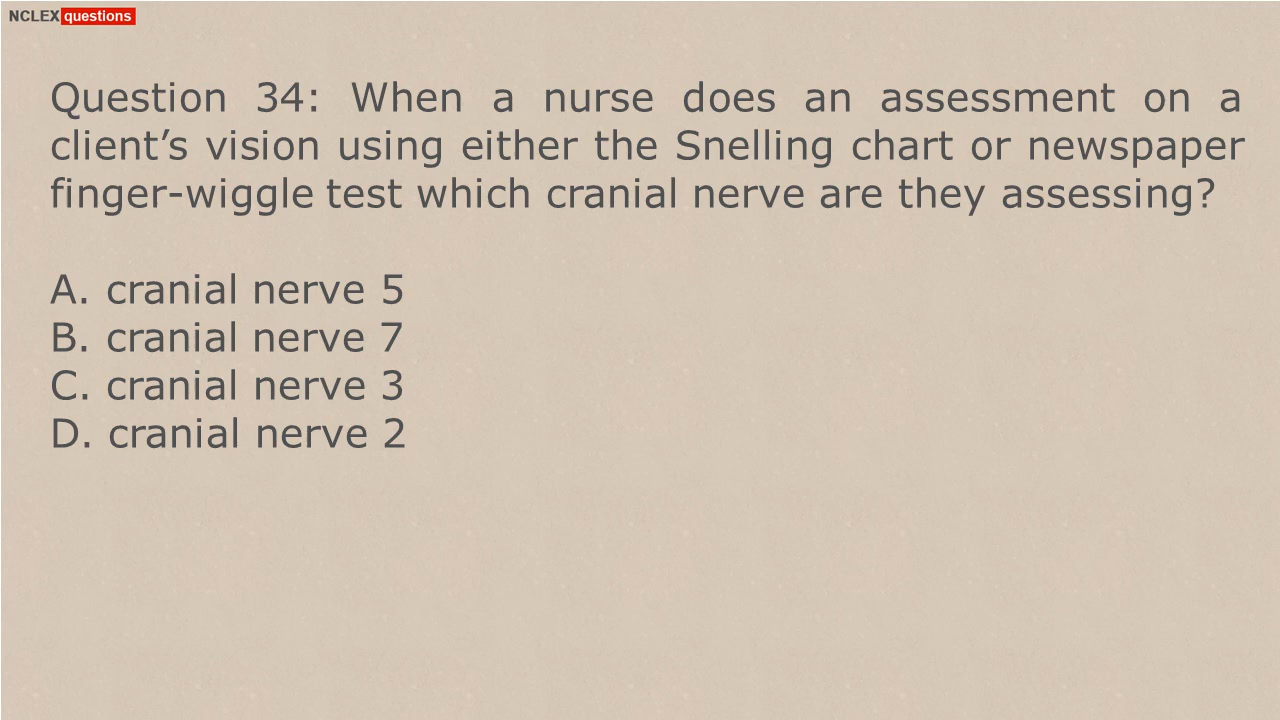 NCLEX questions
Question 34: When a nurse does an assessment on a
client’s vision using either the Snelling chart or newspaper
finger-wiggle test which cranial nerve are they assessing?
A. cranial nerve 5
B. cranial nerve 7
C. cranial nerve 3
D. cranial nerve 2